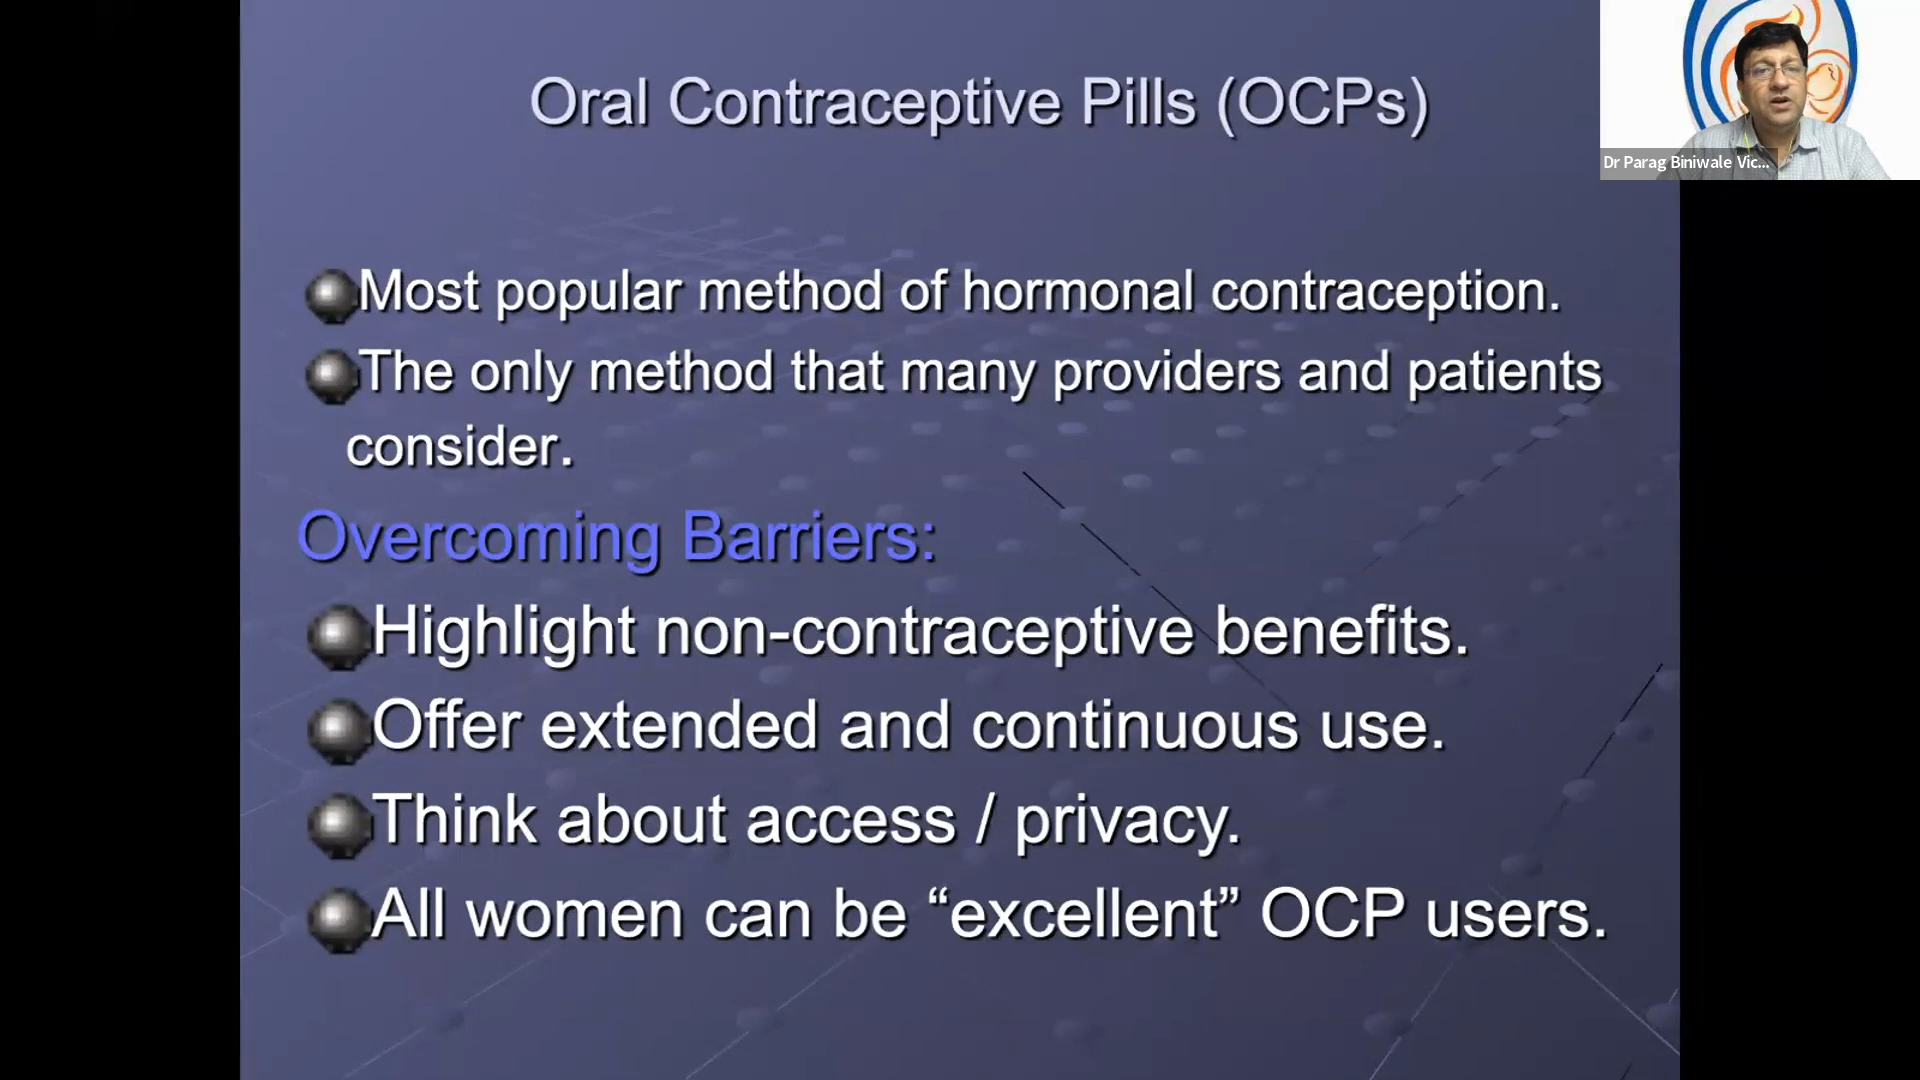 Oral Contraceptive Pills (OCPs)
Dr Parag Biniwale Vic...
Most popular method of hormonal contraception.
The only method that many providers and patients
consider.
Overcoming Barriers:
Highlight non-contraceptive benefits.
Offer extended and continuous use.
Think about access / privacy.
All women can be “excellent” OCP users.